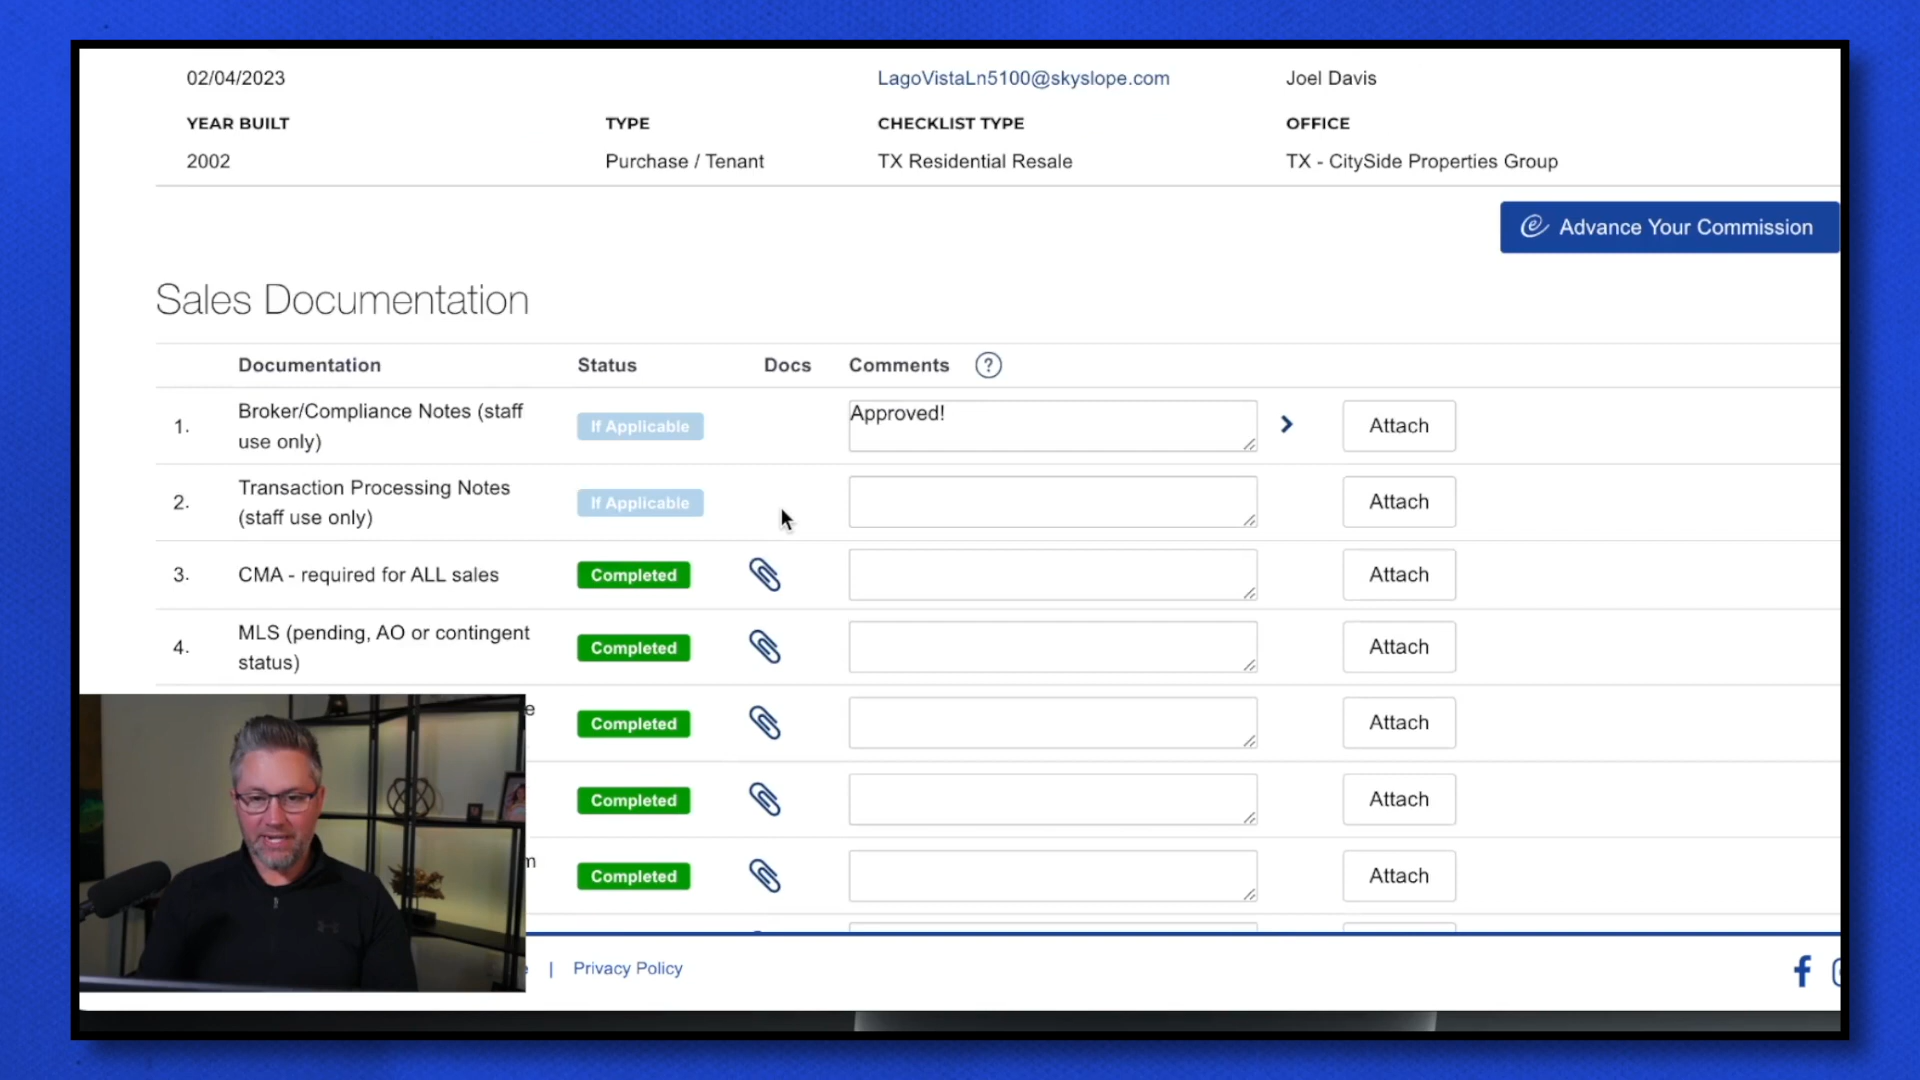 02/04/2023 LagoVistaLn5100@skyslope.com Joel Davis
YEAR BUILT TYPE CHECKLIST TYPE OFFICE
2002 Purchase / Tenant TX Residential Resale TX - CitySide Properties Group
Advance Your Commission
Sales Documentation
Documentation Status Docs Comments ?
1. Broker/Compliance Notes (staff use only) If Applicable Approved! Attach
2. Transaction Processing Notes (staff use only) If Applicable Attach
3. CMA - required for ALL sales Completed Attach
4. MLS (pending, AO or contingent status) Completed Attach
Completed Attach
Completed Attach
Completed Attach
| Privacy Policy